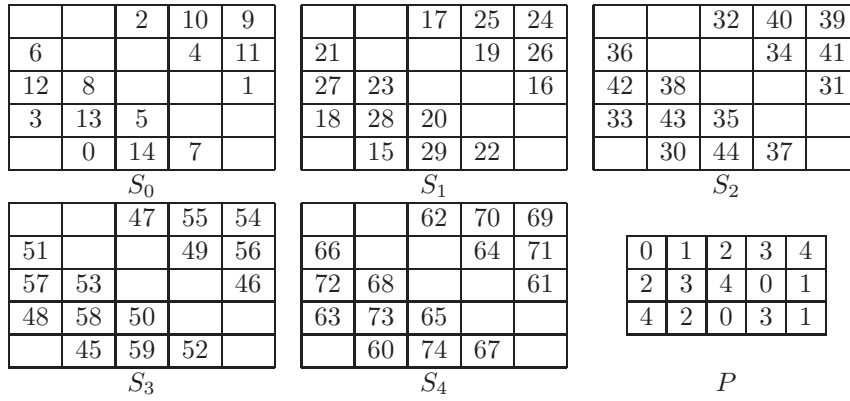 2 10 9 17 25 24 32 40 39
6 4 11 21 19 26 36 34 41
12 8 1 27 23 16 42 38 31
3 13 5 18 28 20 33 43 35
0 14 7 15 29 22 30 44 37
S0 S1 S2
47 55 54 62 70 69
51 49 56 66 64 71 0 1 2 3 4
57 53 46 72 68 61 2 3 4 0 1
48 58 50 63 73 65 4 2 0 3 1
45 59 52 60 74 67
S3 S4 P